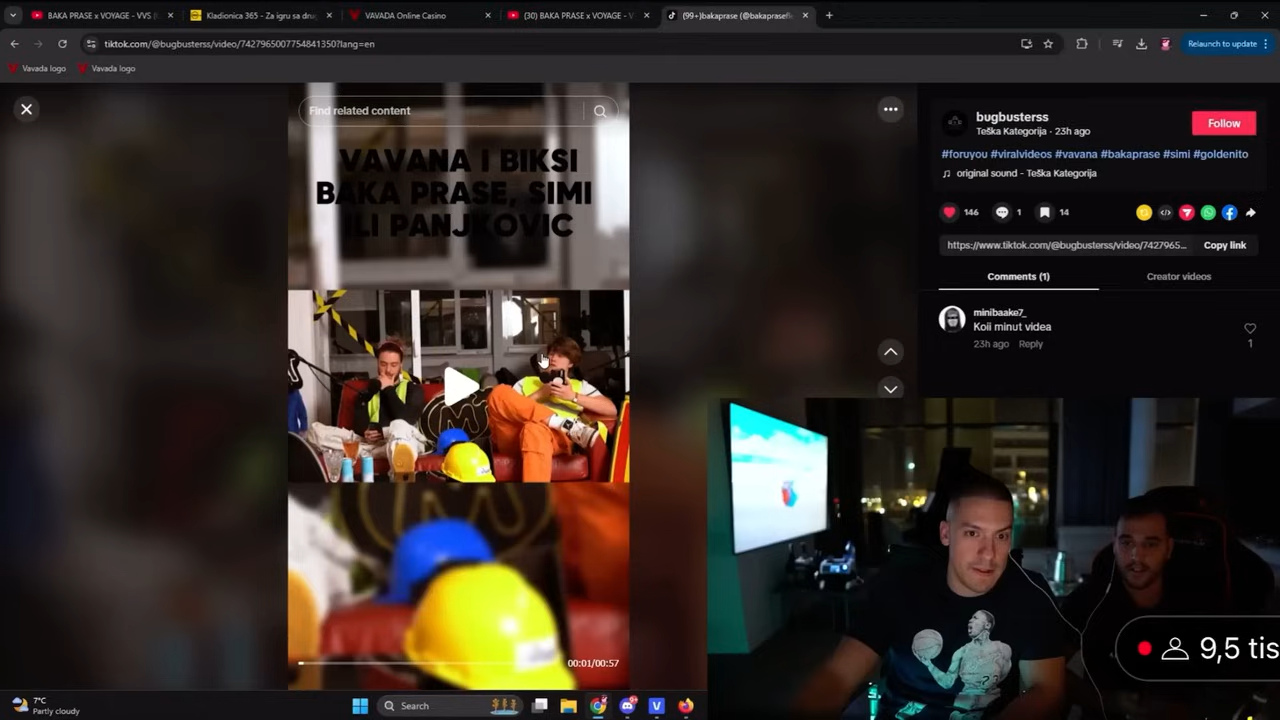 BAKA PRASE x VOYAGE - VVS
Kladionica 365 - Za igru sa drug
VAVADA Online Casino
(30) BAKA PRASE x VOYAGE - V
(99+)bakaprase (@bakaprasefl
tiktok.com/@bugbusterss/video/7427965007754841350?lang=en
Relaunch to update
Vavada logo
Vavada logo
Find related content
VAVANA I BIKSI
BAKA PRASE, SIMI
ILI PANJKOVIC
00:01/00:57
bugbusterss
Teška Kategorija · 23h ago
Follow
#foruyou #viralvideos #vavana #bakaprase #simi #goldenito
original sound - Teška Kategorija
146
1
14
https://www.tiktok.com/@bugbusterss/video/7427965...
Copy link
Comments (1)
Creator videos
minibaake7_
Koii minut videa
23h ago Reply
1
9,5 tis
7°C
Partly cloudy
Search